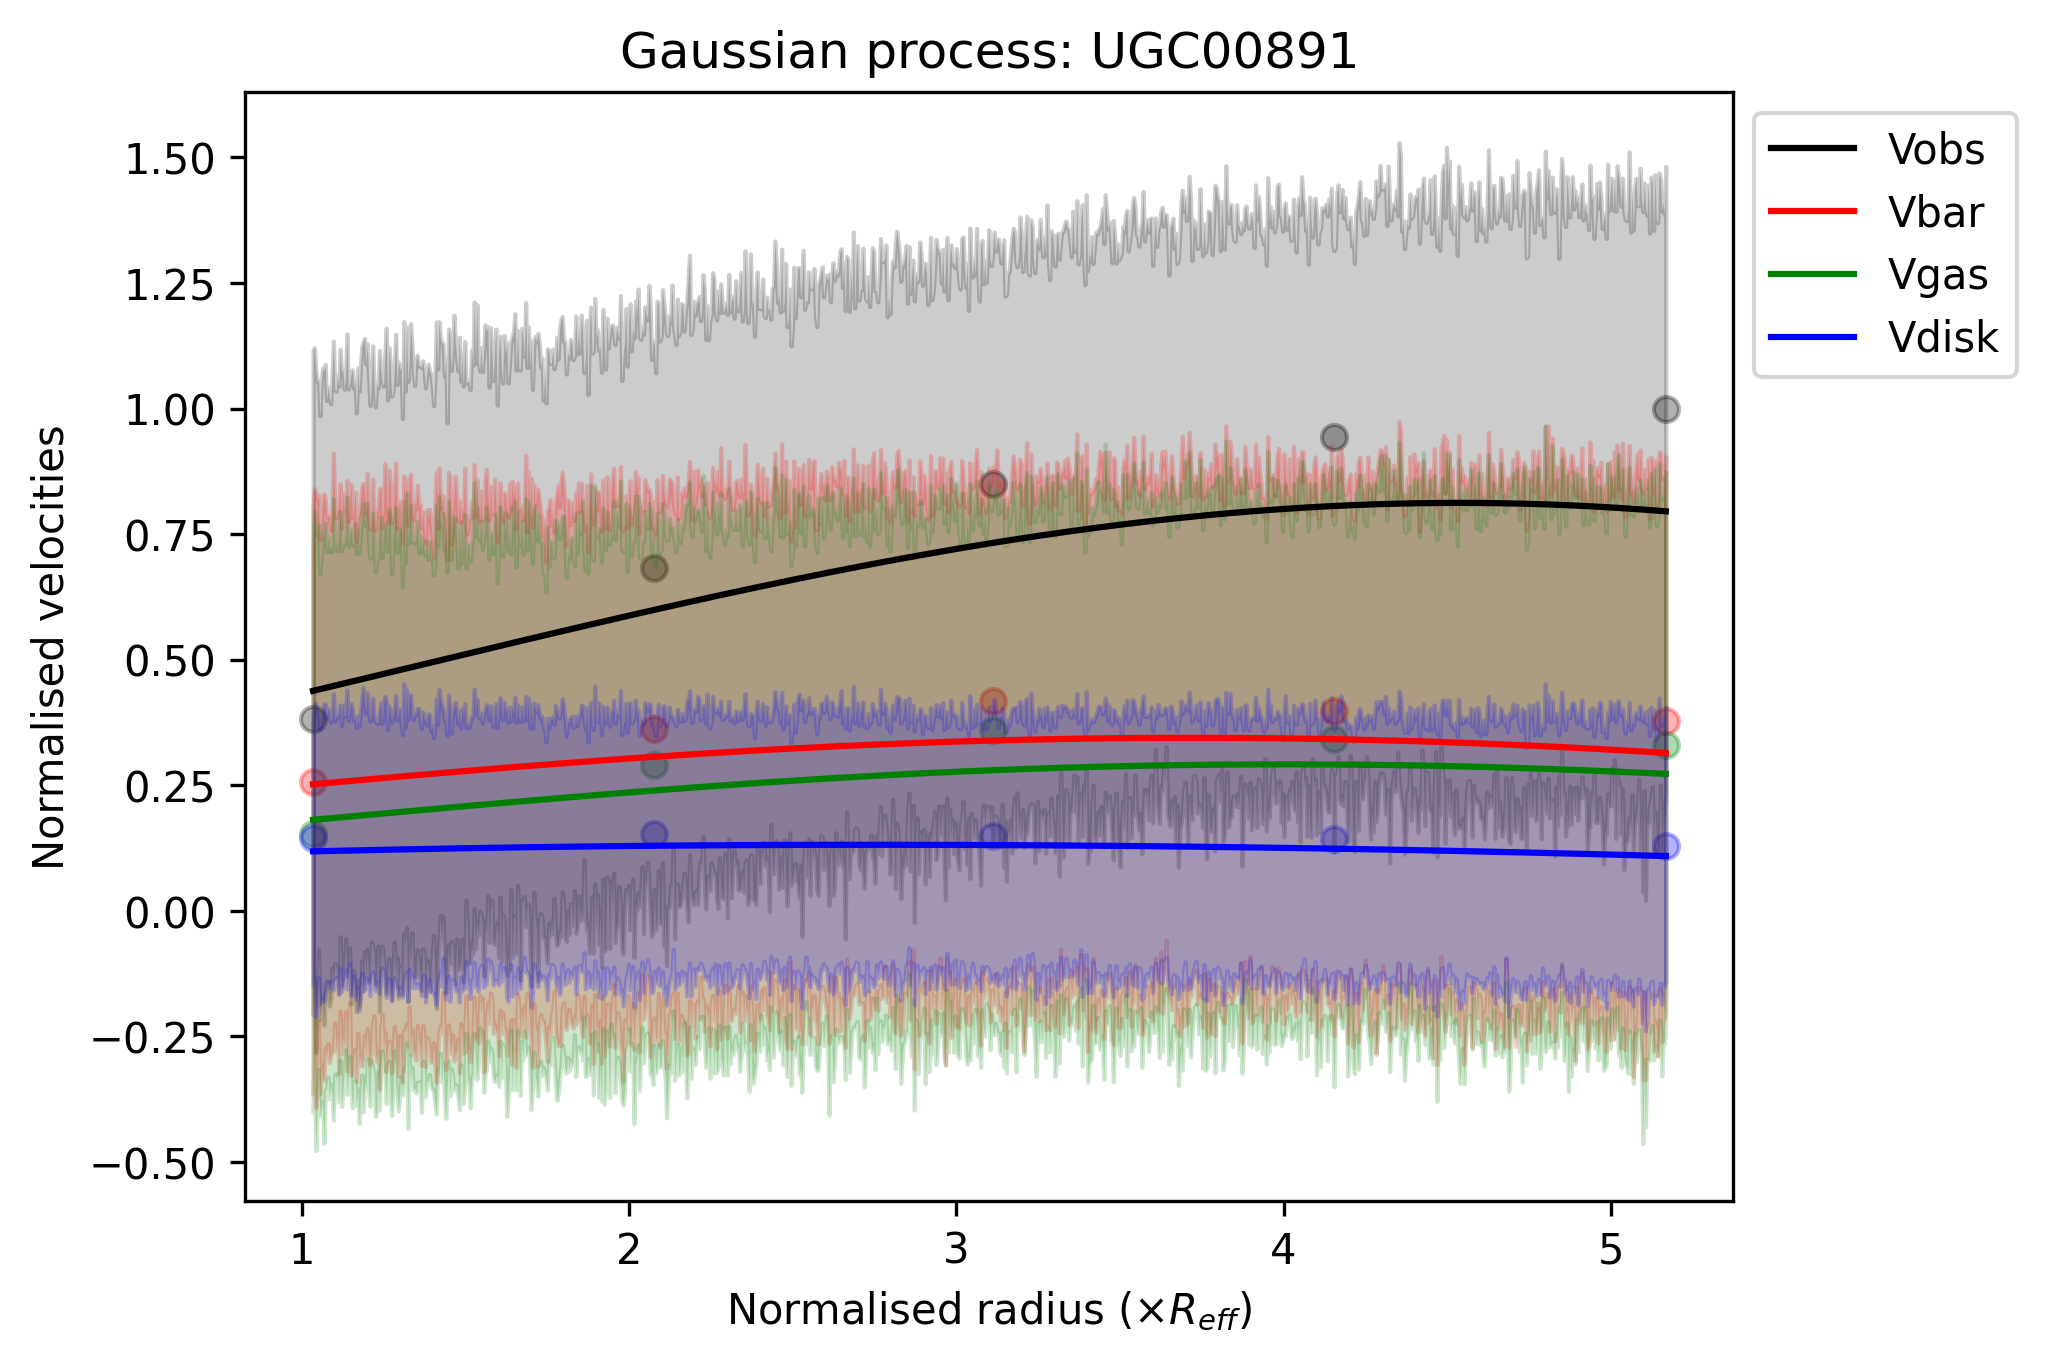 Gaussian process: UGC00891
Normalised velocities
1.50
1.25
1.00
0.75
0.50
0.25
0.00
−0.25
−0.50
1 2 3 4 5
Normalised radius (×R_eff)
Vobs
Vbar
Vgas
Vdisk